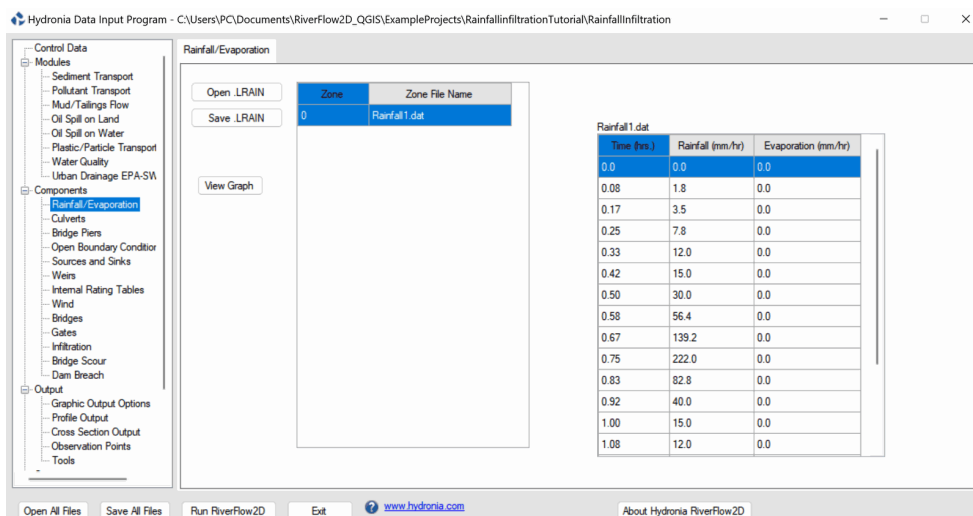 Hydronia Data Input Program - C:\Users\PC\Documents\RiverFlow2D_QGIS\ExampleProjects\RainfallinfiltrationTutorial\RainfallInfiltration
Control Data
Modules
Sediment Transport
Pollutant Transport
Mud/Tailings Flow
Oil Spill on Land
Oil Spill on Water
Plastic/Particle Transport
Water Quality
Urban Drainage EPA-SW
Components
Rainfall/Evaporation
Culverts
Bridge Piers
Open Boundary Condition
Sources and Sinks
Weirs
Internal Rating Tables
Wind
Bridges
Gates
Infiltration
Bridge Scour
Dam Breach
Output
Graphic Output Options
Profile Output
Cross Section Output
Observation Points
Tools
Rainfall/Evaporation
Open .LRAIN
Save .LRAIN
View Graph
Zone Zone File Name
0 Rainfall1.dat
Rainfall1.dat
Time (hrs.) Rainfall (mm/hr) Evaporation (mm/hr)
0.0 0.0 0.0
0.08 1.8 0.0
0.17 3.5 0.0
0.25 7.8 0.0
0.33 12.0 0.0
0.42 15.0 0.0
0.50 30.0 0.0
0.58 56.4 0.0
0.67 139.2 0.0
0.75 222.0 0.0
0.83 82.8 0.0
0.92 40.0 0.0
1.00 15.0 0.0
1.08 12.0 0.0
Open All Files Save All Files Run RiverFlow2D Exit ? www.hydronia.com About Hydronia RiverFlow2D